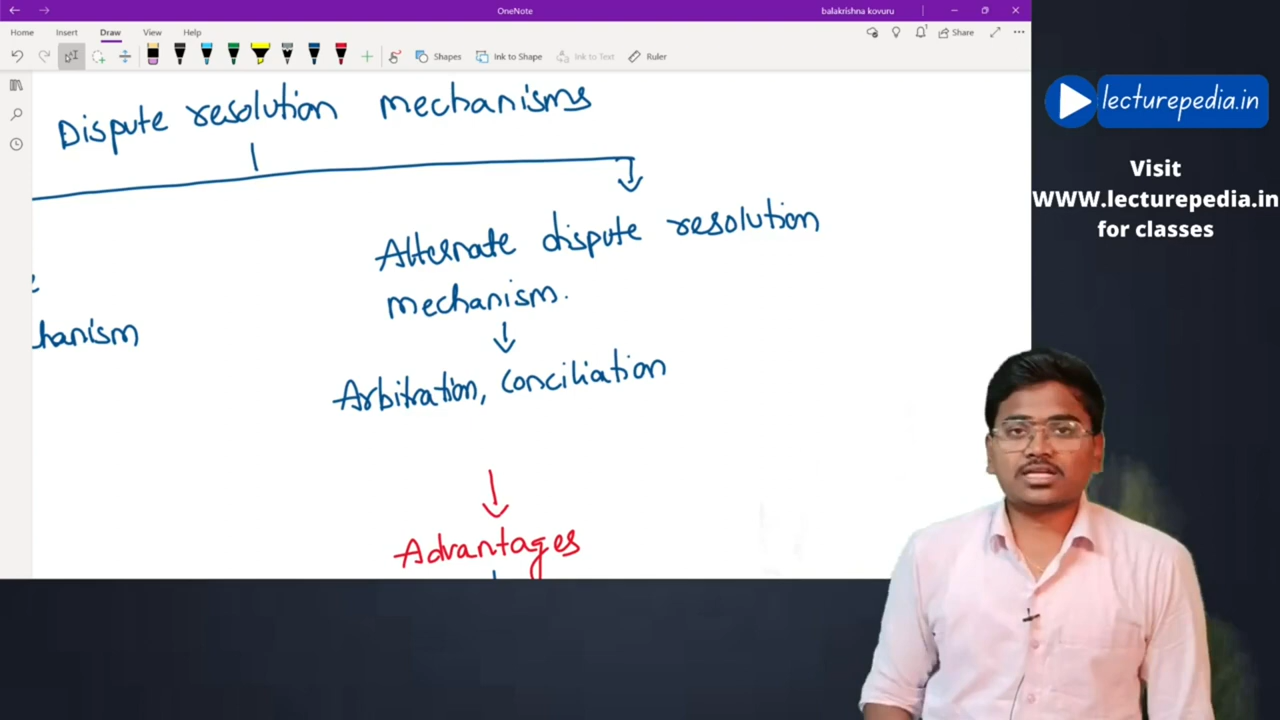 OneNote
balakrishna kovuru
Home Insert Draw View Help
Share
Shapes Ink to Shape Ink to Text Ruler
Dispute resolution mechanisms
Alternate dispute resolution
mechanism.
hanism
Arbitration, conciliation
Advantages
lecturepedia.in
Visit
WWW.lecturepedia.in
for classes